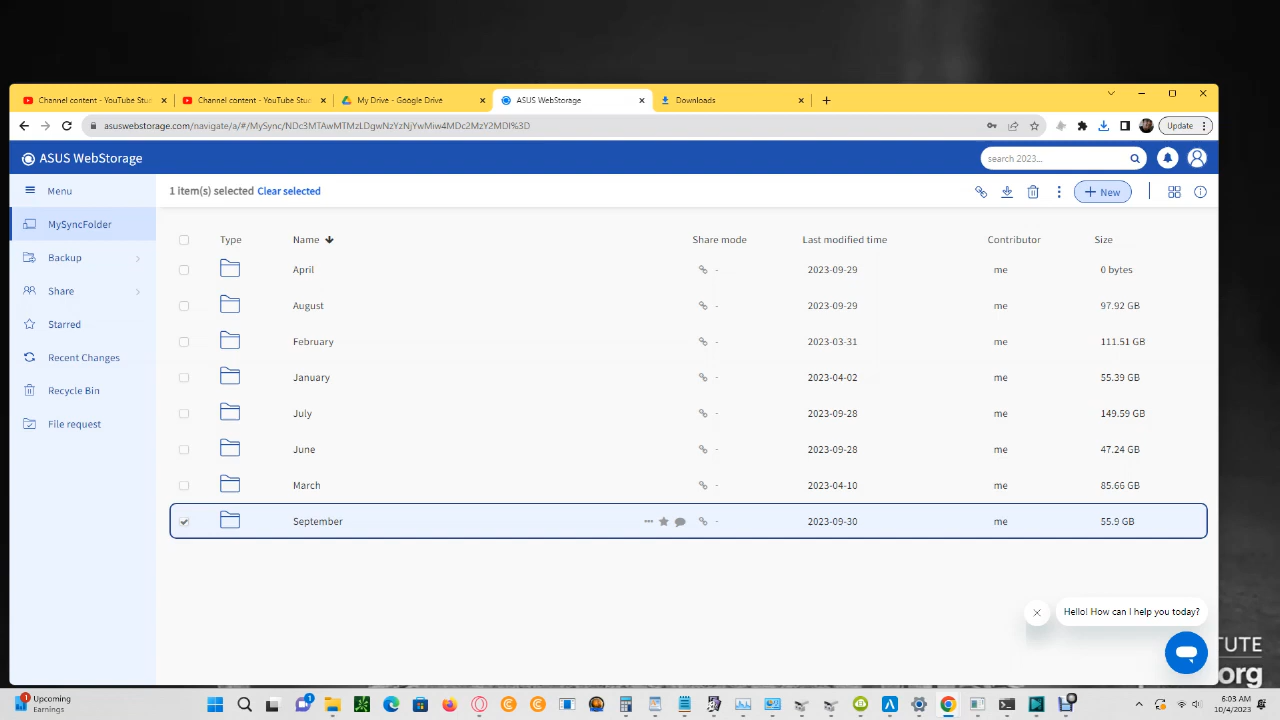 Channel content - YouTube Stu
Channel content - YouTube Stu
My Drive - Google Drive
ASUS WebStorage
Downloads
asuswebstorage.com/navigate/a/#/MySync/NDc3MTAwMTMzLDgwNzYzNjYwMiw4MDc2MzY2MDI%3D
Update
ASUS WebStorage
search 2023...
Menu
1 item(s) selected Clear selected
New
MySyncFolder
Backup
Share
Starred
Recent Changes
Recycle Bin
File request
Type Name Share mode Last modified time Contributor Size
April - 2023-09-29 me 0 bytes
August - 2023-09-29 me 97.92 GB
February - 2023-03-31 me 111.51 GB
January - 2023-04-02 me 55.39 GB
July - 2023-09-28 me 149.59 GB
June - 2023-09-28 me 47.24 GB
March - 2023-04-10 me 85.66 GB
September - 2023-09-30 me 55.9 GB
Hello! How can I help you today?
TUTE
org
1 Upcoming
Earnings
1
6:03 AM
10/4/2023